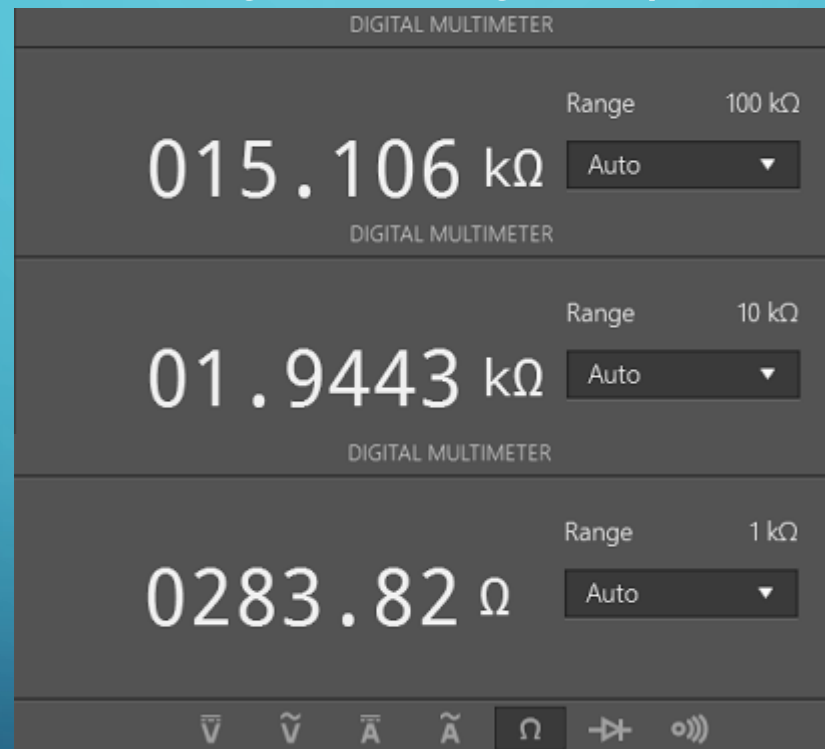 DIGITAL MULTIMETER
Range 100 kΩ
015.106 kΩ Auto
DIGITAL MULTIMETER
Range 10 kΩ
01.9443 kΩ Auto
DIGITAL MULTIMETER
Range 1 kΩ
0283.82 Ω Auto
V V A A Ω